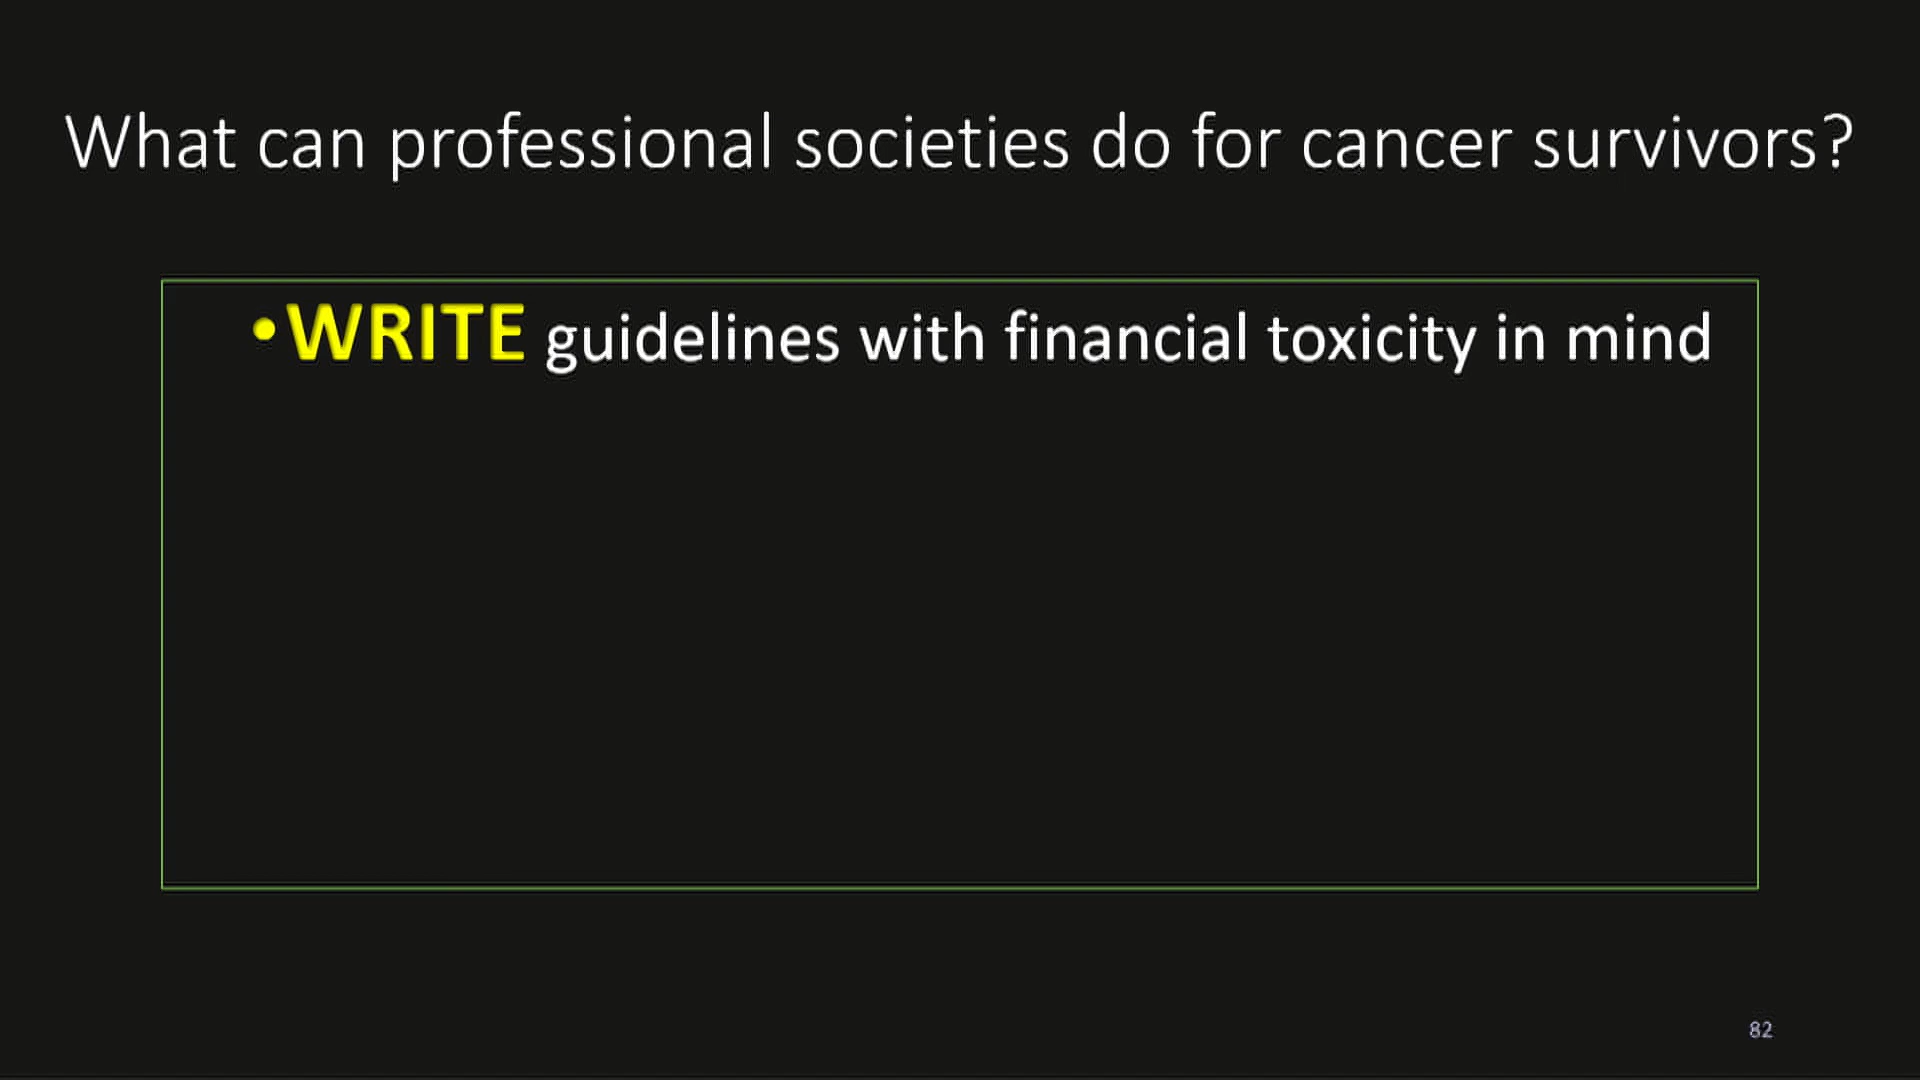 What can professional societies do for cancer survivors?
•WRITE guidelines with financial toxicity in mind
82